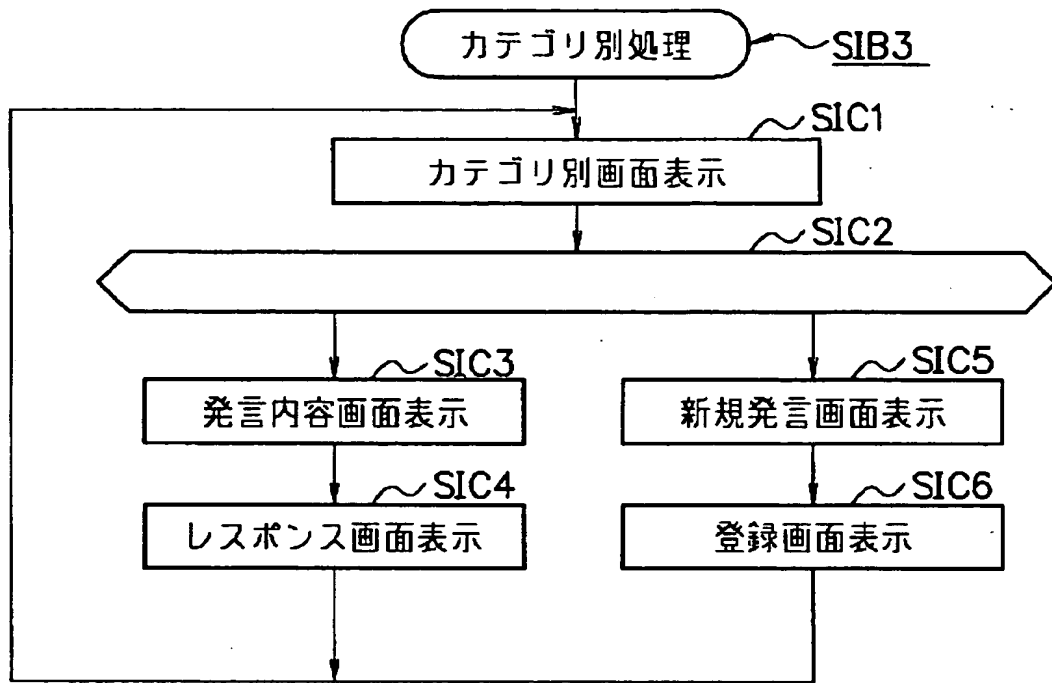 カテゴリ別処理
SIB3
SIC1
カテゴリ別画面表示
SIC2
SIC3
発言内容画面表示
SIC5
新規発言画面表示
SIC4
レスポンス画面表示
SIC6
登録画面表示